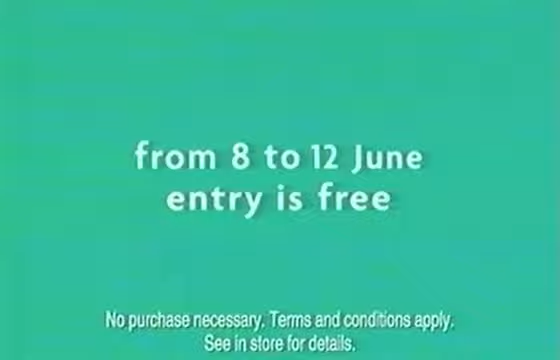 from 8 to 12 June
entry is free
No purchase necessary. Terms and conditions apply.
See in store for details.